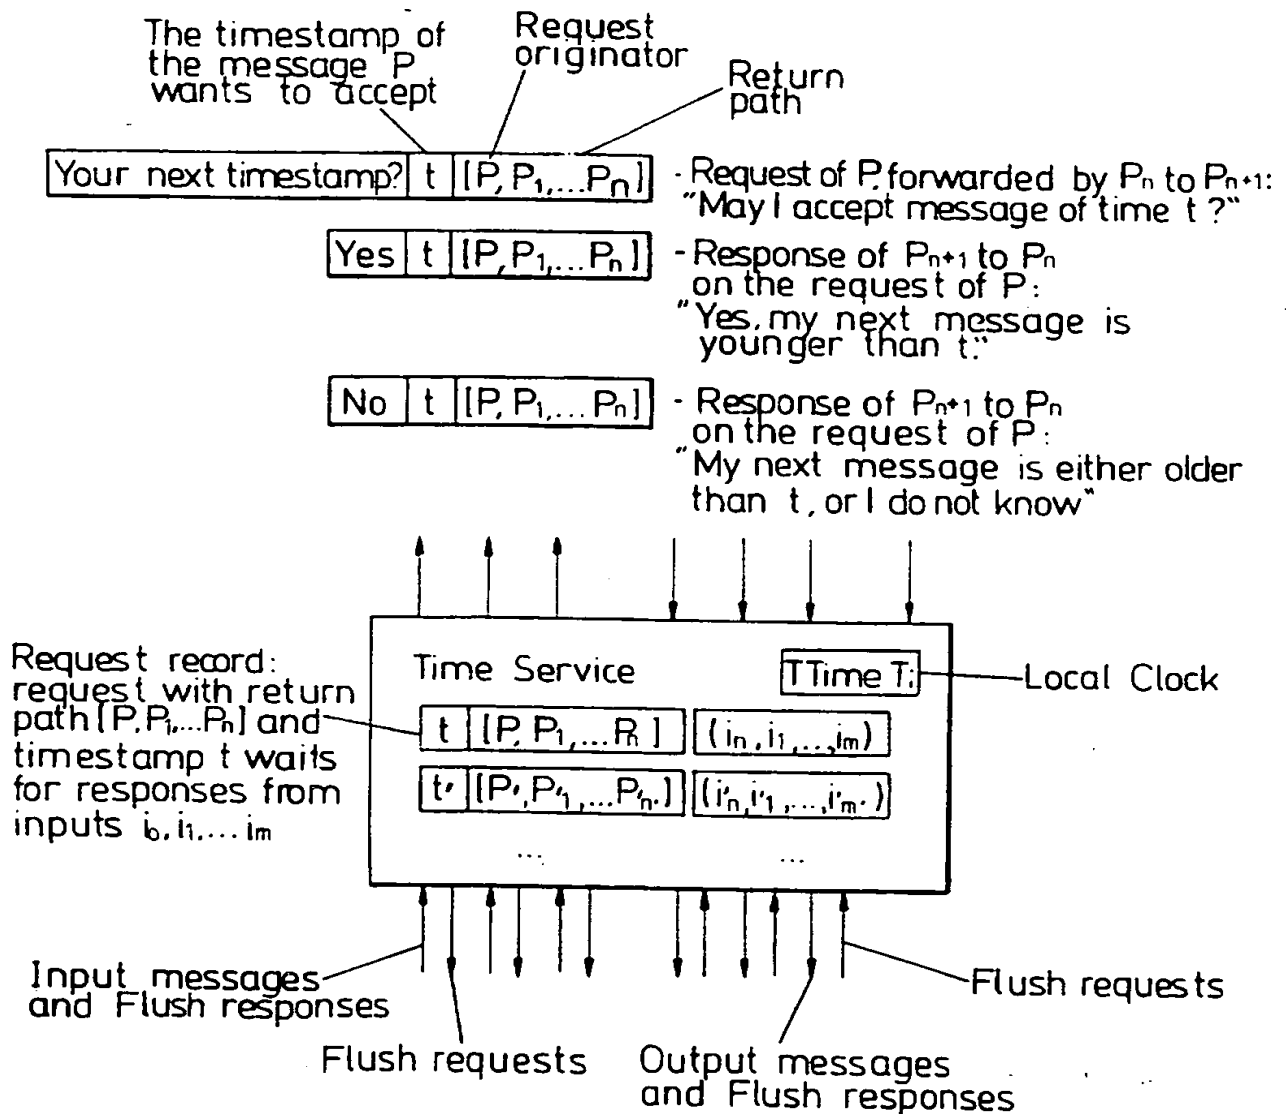 The timestamp of
the message P
wants to accept
Request
originator
Return
path
Your next timestamp? t [P, P₁,... Pₙ]
- Request of P, forwarded by Pₙ to Pₙ₊₁:
"May I accept message of time t ?"
Yes t [P, P₁,... Pₙ]
- Response of Pₙ₊₁ to Pₙ
on the request of P:
"Yes, my next message is
younger than t."
No t [P, P₁,... Pₙ]
- Response of Pₙ₊₁ to Pₙ
on the request of P:
"My next message is either older
than t, or I do not know"
Time Service
TTime Tᵢ
Local Clock
Request record:
request with return
path [P, P₁,... Pₙ] and
timestamp t waits
for responses from
inputs i₀, i₁,... iₘ
t [P, P₁,... Pₙ ] (iₙ, i₁,...,iₘ)
t' [P', P'₁,... P'ₙ'] (i'ₙ, i'₁,...,i'ₘ')
... ...
Input messages
and Flush responses
Flush requests
Output messages
and Flush responses
Flush requests